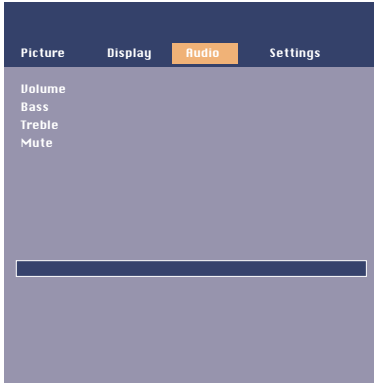 Picture Display Audio Settings
Volume
Bass
Treble
Mute